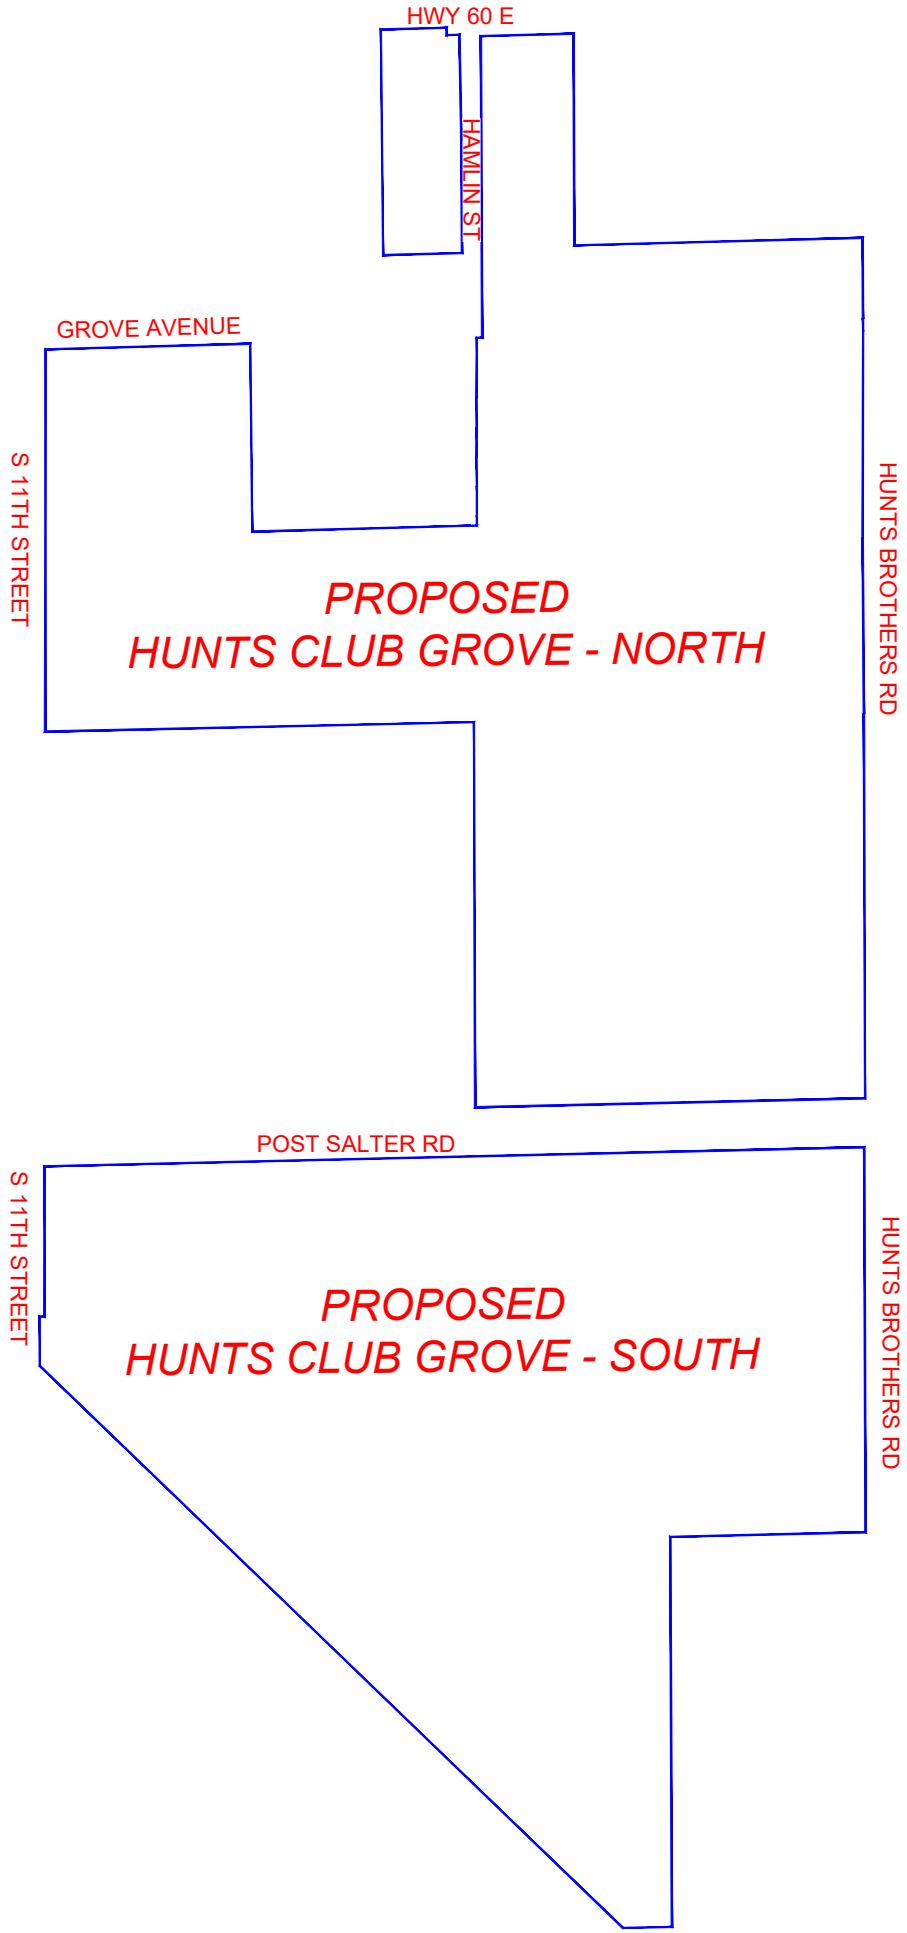 HWY 60 E
HAMLIN ST
GROVE AVENUE
S 11TH STREET
HUNTS BROTHERS RD
PROPOSED
HUNTS CLUB GROVE - NORTH
POST SALTER RD
S 11TH STREET
HUNTS BROTHERS RD
PROPOSED
HUNTS CLUB GROVE - SOUTH